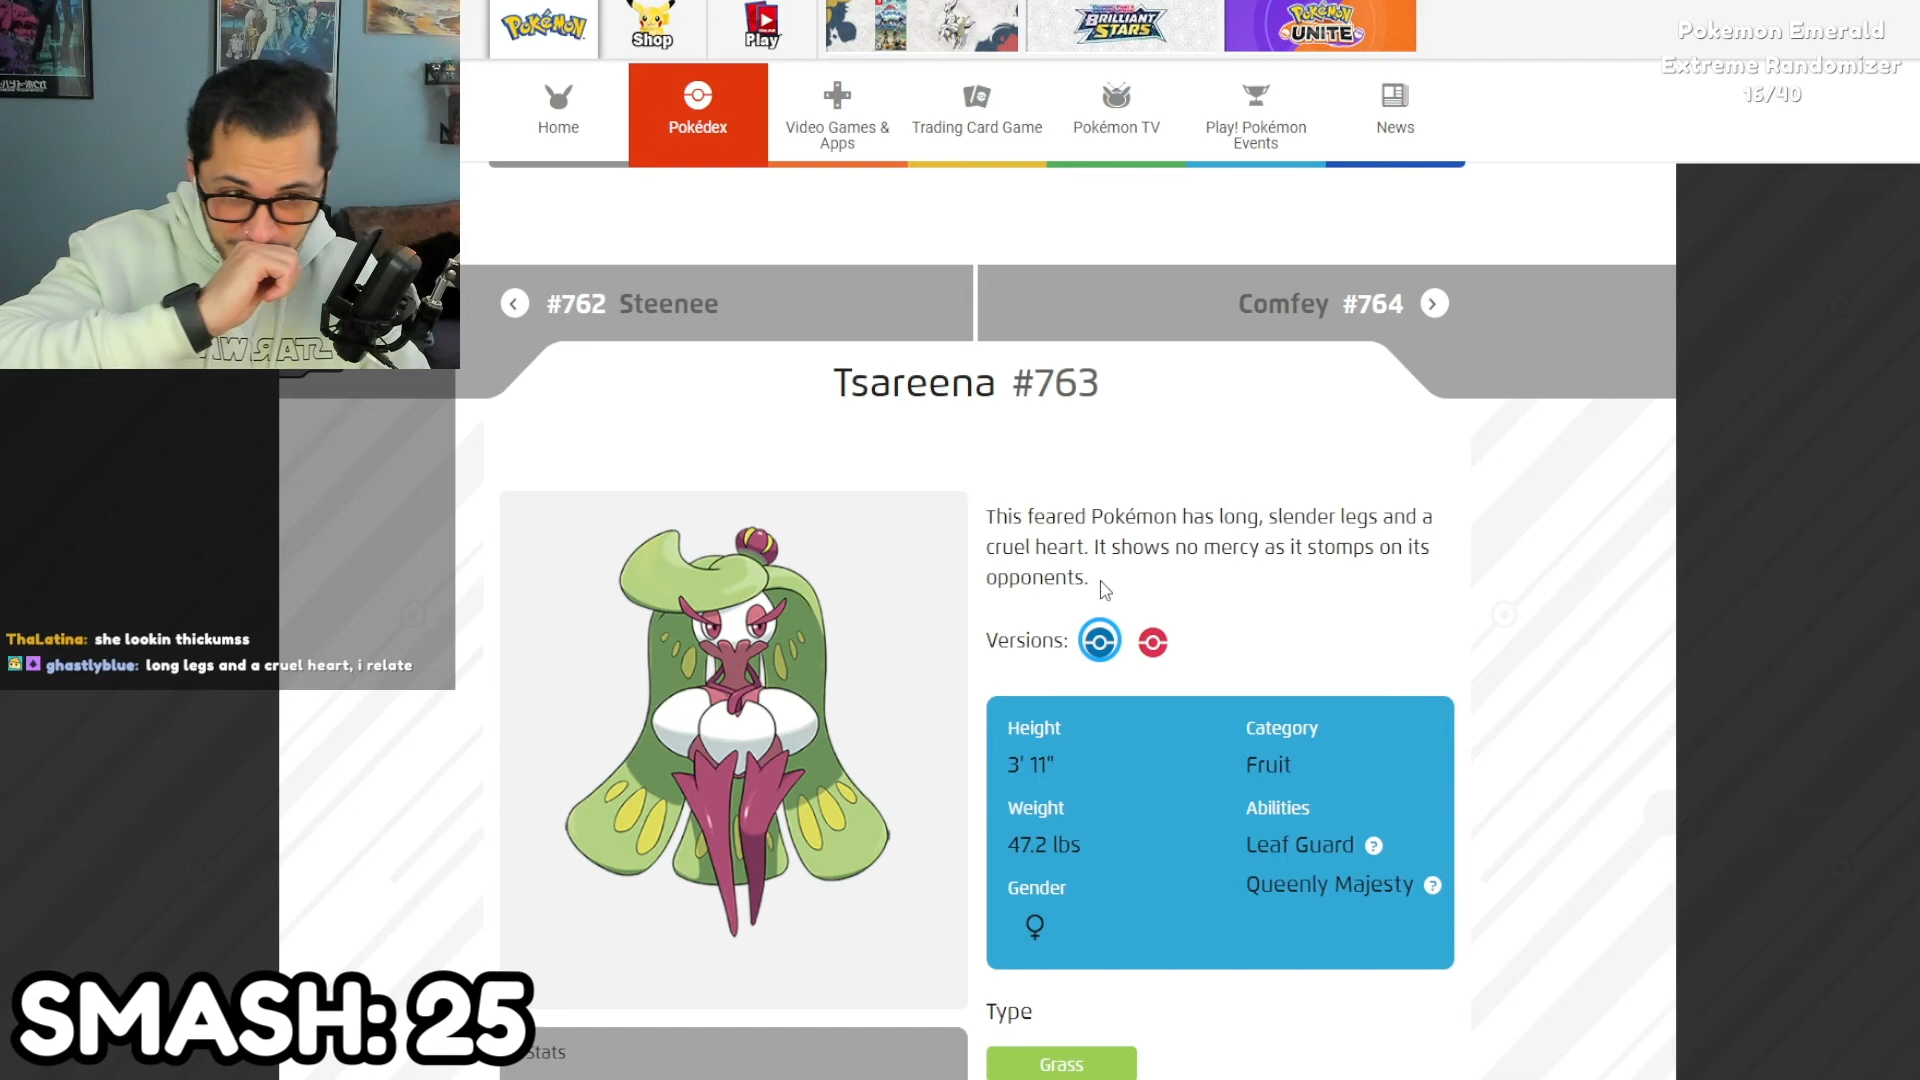 Pokémon
Shop
Play!
BRILLIANT
STARS
Pokémon
UNITE
Pokemon Emerald
Extreme Randomizer
16/40
Home
Pokédex
Video Games &
Apps
Trading Card Game
Pokémon TV
Play! Pokémon
Events
News
STAR W
#762 Steenee
Comfey #764
Tsareena #763
This feared Pokémon has long, slender legs and a
cruel heart. It shows no mercy as it stomps on its
opponents.
Versions:
ThaLatina: she lookin thickumss
ghastlyblue: long legs and a cruel heart, i relate
Height
3' 11"
Weight
47.2 lbs
Gender
Category
Fruit
Abilities
Leaf Guard ?
Queenly Majesty ?
Type
Grass
SMASH: 25
Stats